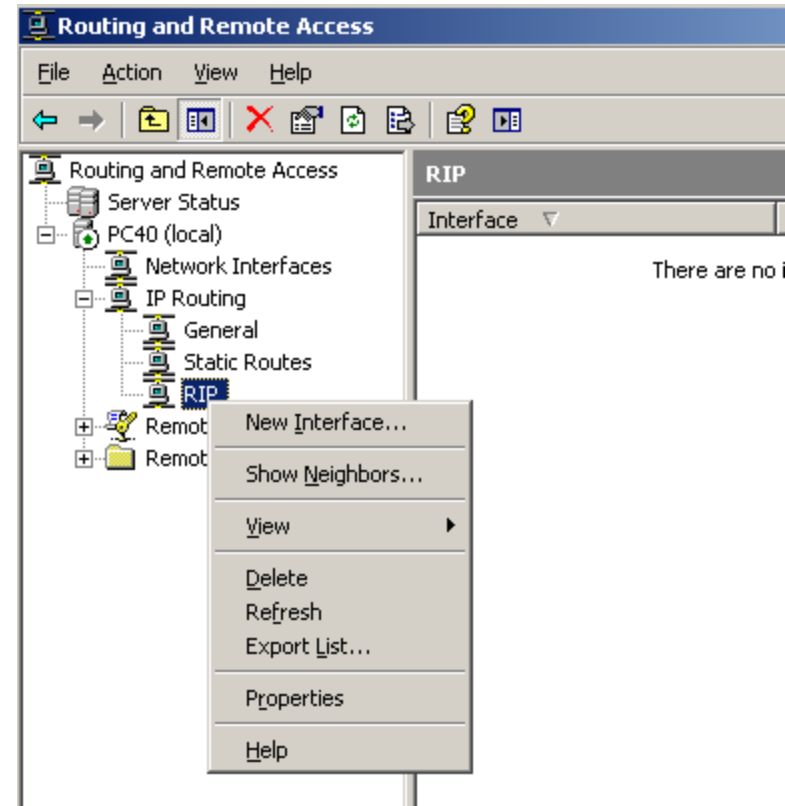 Routing and Remote Access
File Action View Help
Routing and Remote Access
Server Status
PC40 (local)
Network Interfaces
IP Routing
General
Static Routes
RIP
Remot
Remot
RIP
Interface
There are no i
New Interface...
Show Neighbors...
View
Delete
Refresh
Export List...
Properties
Help